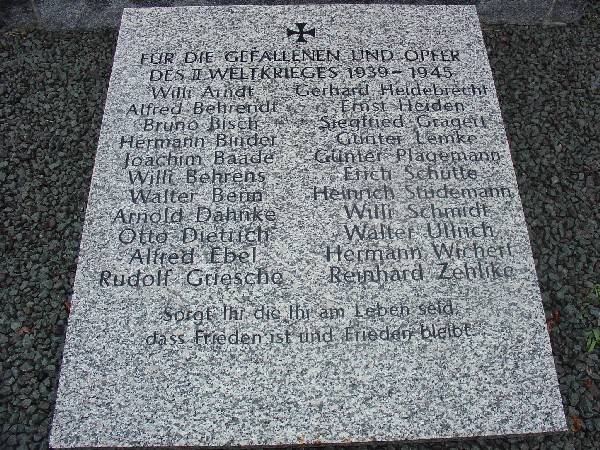 FÜR DIE GEFALLENEN UND OPFER
DES II WELTKRIEGES 1939-1945
Willi Arndt Gerhard Heidebrecht
Alfred Behrendt Ernst Heiden
Bruno Bisch Siegfried Gragert
Hermann Binder Günter Lemke
Joachim Baade Günter Plagemann
Willi Behrens Erich Schütte
Walter Benn Heinrich Stüdemann
Arnold Dahnke Willi Schmidt
Otto Dietrich Walter Ullrich
Alfred Ebel Hermann Wichert
Rudolf Griesche Reinhard Zehlike
Sorgt Ihr die Ihr am Leben seid,
dass Frieden ist und Frieden bleibt